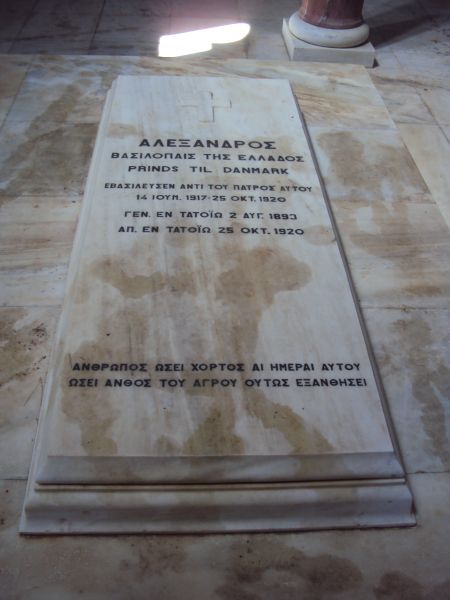 ΑΛΕΞΑΝΔΡΟΣ
ΒΑΣΙΛΟΠΑΙΣ ΤΗΣ ΕΛΛΑΔΟΣ
PRINDS TIL DANMARK
ΕΒΑΣΙΛΕΥΣΕΝ ΑΝΤΙ ΤΟΥ ΠΑΤΡΟΣ ΑΥΤΟΥ
14 ΙΟΥΝ. 1917-25 ΟΚΤ. 1920
ΓΕΝ. ΕΝ ΤΑΤΟΪΩ 2 ΑΥΓ. 1893
ΑΠ. ΕΝ ΤΑΤΟΪΩ 25 ΟΚΤ. 1920
ΑΝΘΡΩΠΟΣ ΩΣΕΙ ΧΟΡΤΟΣ ΑΙ ΗΜΕΡΑΙ ΑΥΤΟΥ
ΩΣΕΙ ΑΝΘΟΣ ΤΟΥ ΑΓΡΟΥ ΟΥΤΩΣ ΕΞΑΝΘΗΣΕΙ